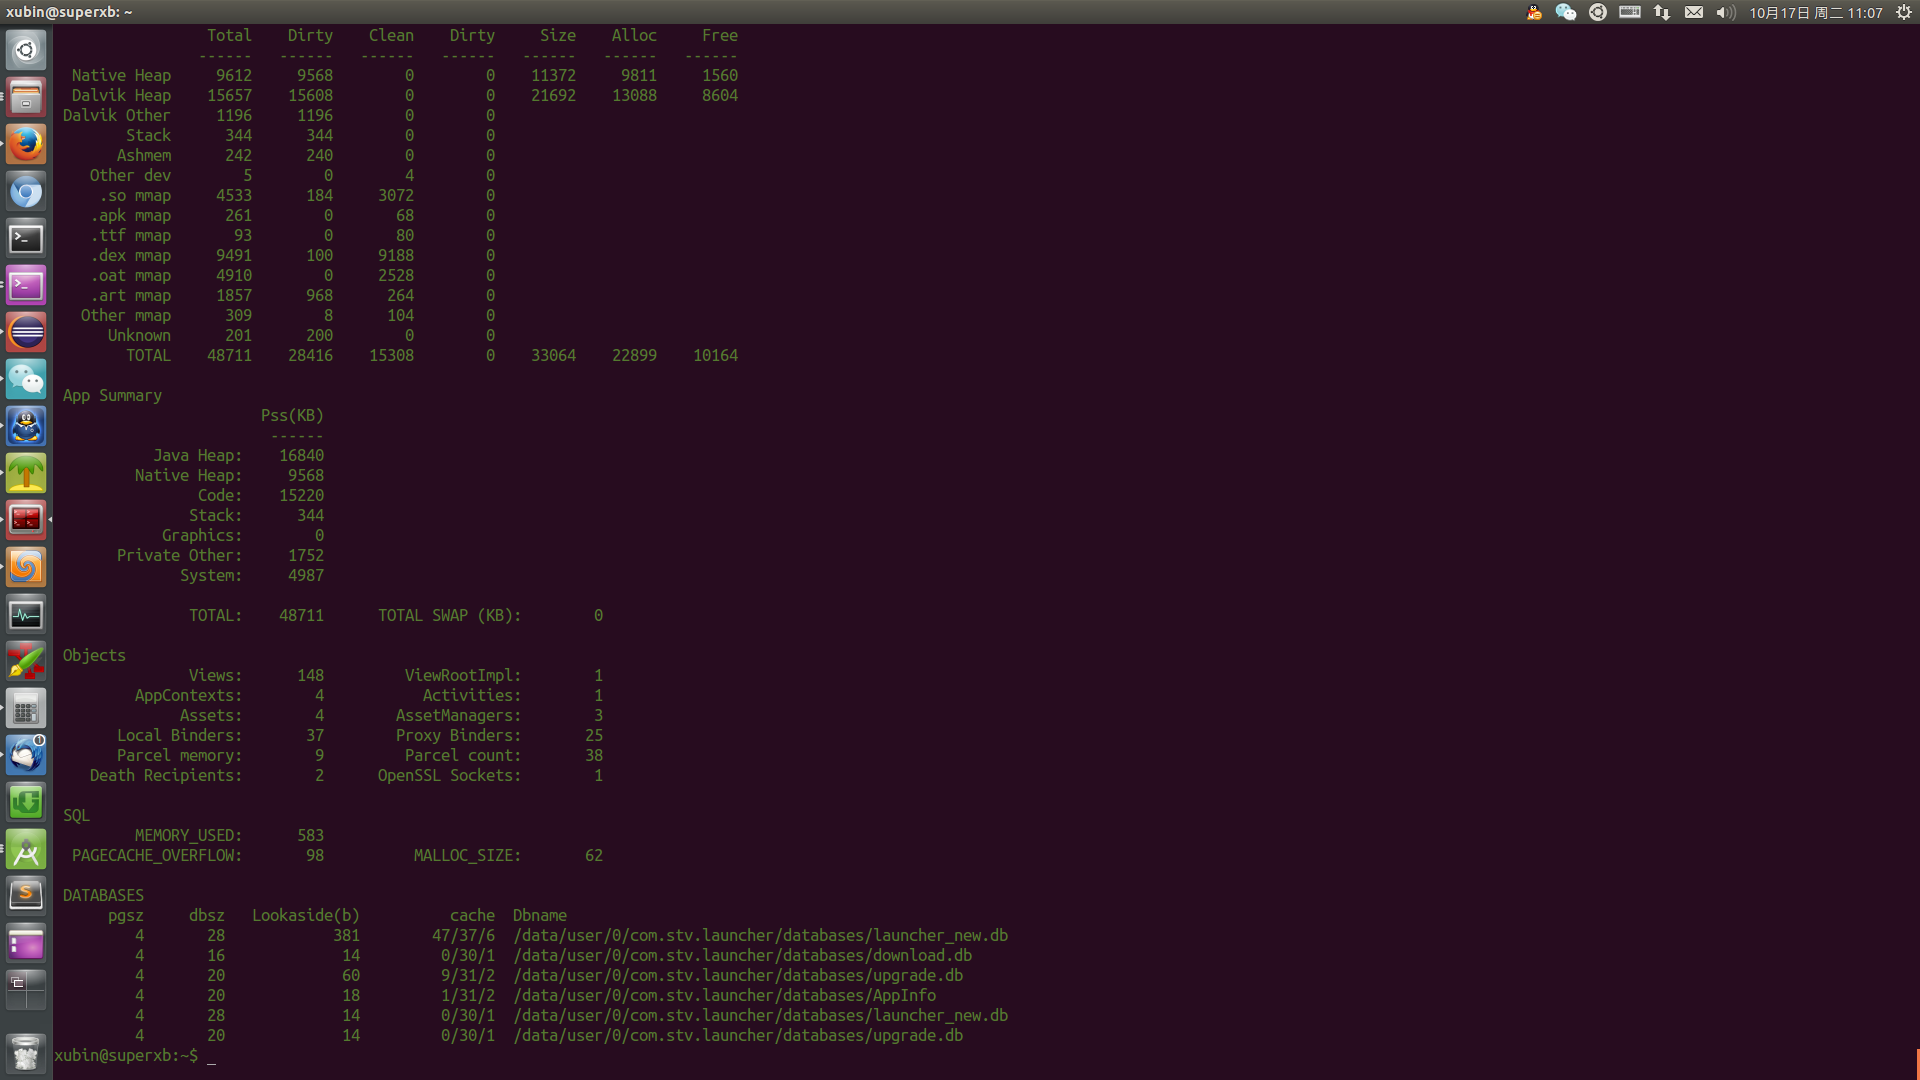 xubin@superxb: ~
10月17日 周二 11:07
Total Dirty Clean Dirty Size Alloc Free
------ ------ ------ ------ ------ ------ ------
Native Heap 9612 9568 0 0 11372 9811 1560
Dalvik Heap 15657 15608 0 0 21692 13088 8604
Dalvik Other 1196 1196 0 0
Stack 344 344 0 0
Ashmem 242 240 0 0
Other dev 5 0 4 0
.so mmap 4533 184 3072 0
.apk mmap 261 0 68 0
.ttf mmap 93 0 80 0
.dex mmap 9491 100 9188 0
.oat mmap 4910 0 2528 0
.art mmap 1857 968 264 0
Other mmap 309 8 104 0
Unknown 201 200 0 0
TOTAL 48711 28416 15308 0 33064 22899 10164
App Summary
Pss(KB)
------
Java Heap: 16840
Native Heap: 9568
Code: 15220
Stack: 344
Graphics: 0
Private Other: 1752
System: 4987
TOTAL: 48711 TOTAL SWAP (KB): 0
Objects
Views: 148 ViewRootImpl: 1
AppContexts: 4 Activities: 1
Assets: 4 AssetManagers: 3
Local Binders: 37 Proxy Binders: 25
Parcel memory: 9 Parcel count: 38
Death Recipients: 2 OpenSSL Sockets: 1
SQL
MEMORY_USED: 583
PAGECACHE_OVERFLOW: 98 MALLOC_SIZE: 62
DATABASES
pgsz dbsz Lookaside(b) cache Dbname
4 28 381 47/37/6 /data/user/0/com.stv.launcher/databases/launcher_new.db
4 16 14 0/30/1 /data/user/0/com.stv.launcher/databases/download.db
4 20 60 9/31/2 /data/user/0/com.stv.launcher/databases/upgrade.db
4 20 18 1/31/2 /data/user/0/com.stv.launcher/databases/AppInfo
4 28 14 0/30/1 /data/user/0/com.stv.launcher/databases/launcher_new.db
4 20 14 0/30/1 /data/user/0/com.stv.launcher/databases/upgrade.db
xubin@superxb:~$ _